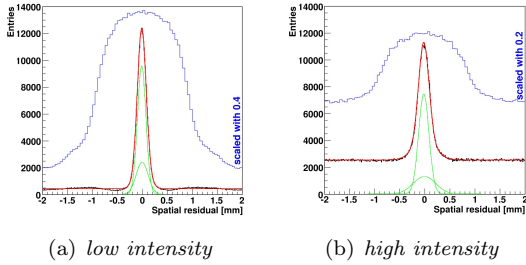 Entries
14000
12000
10000
8000
6000
4000
2000
0
-2 -1.5 -1 -0.5 0 0.5 1 1.5 2
Spatial residual [mm]
scaled with 0.4
(a) low intensity
Entries
14000
12000
10000
8000
6000
4000
2000
0
-2 -1.5 -1 -0.5 0 0.5 1 1.5 2
Spatial residual [mm]
scaled with 0.2
(b) high intensity